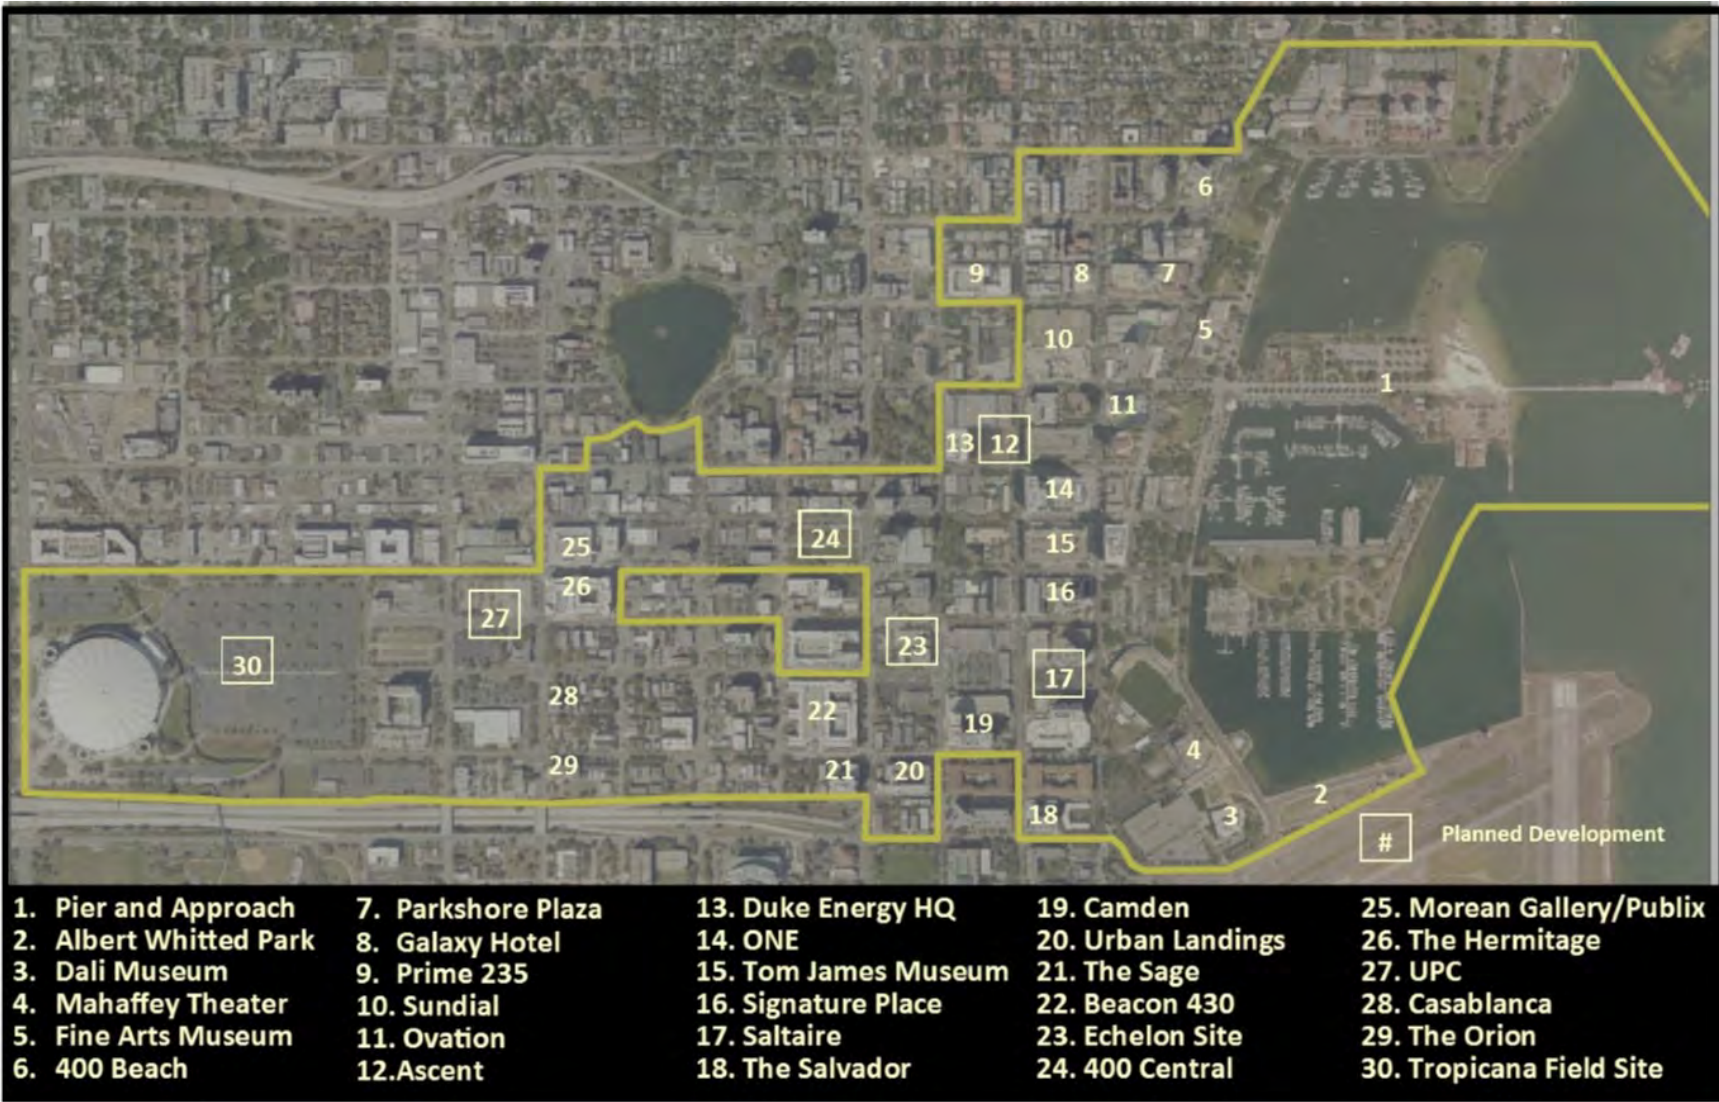 6
9
8
7
5
10
1
11
13
12
14
24
25
15
26
16
27
23
30
17
28
22
19
4
29
21
20
2
18
3
# Planned Development
1. Pier and Approach
2. Albert Whitted Park
3. Dali Museum
4. Mahaffey Theater
5. Fine Arts Museum
6. 400 Beach
7. Parkshore Plaza
8. Galaxy Hotel
9. Prime 235
10. Sundial
11. Ovation
12.Ascent
13. Duke Energy HQ
14. ONE
15. Tom James Museum
16. Signature Place
17. Saltaire
18. The Salvador
19. Camden
20. Urban Landings
21. The Sage
22. Beacon 430
23. Echelon Site
24. 400 Central
25. Morean Gallery/Publix
26. The Hermitage
27. UPC
28. Casablanca
29. The Orion
30. Tropicana Field Site